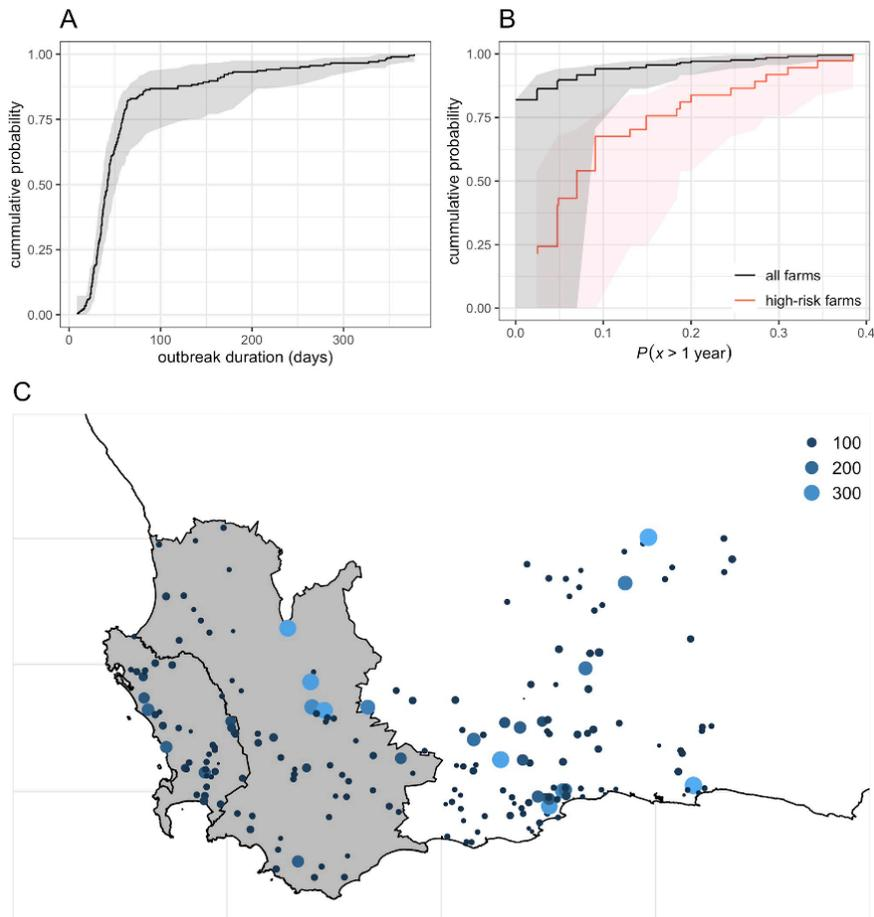 A
1.00
0.75
0.50
0.25
0.00
cummulative probability
0
100
200
300
outbreak duration (days)
B
1.00
0.75
0.50
0.25
0.00
cummulative probability
all farms
high-risk farms
0.0
0.1
0.2
0.3
0.4
P(x > 1 year)
C
100
200
300